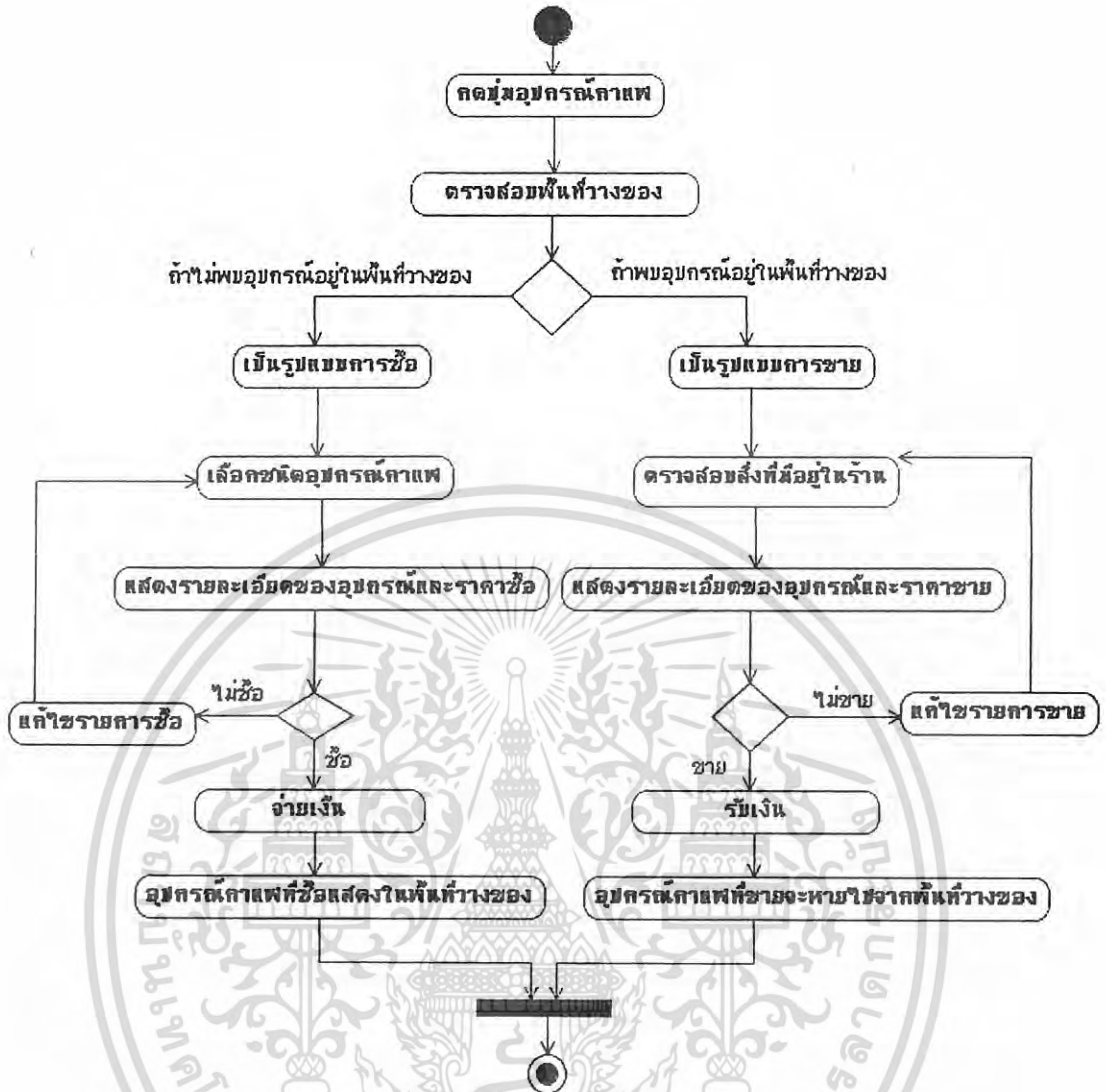 กดปุ่มอุปกรณ์กาแฟ
ตรวจสอบพื้นที่วางของ
ถ้าไม่พบอุปกรณ์อยู่ในพื้นที่วางของ
ถ้าพบอุปกรณ์อยู่ในพื้นที่วางของ
เป็นรูปแบบการซื้อ
เป็นรูปแบบการขาย
เลือกชนิดอุปกรณ์กาแฟ
ตรวจสอบสิ่งที่มีอยู่ในร้าน
แสดงรายละเอียดของอุปกรณ์และราคาซื้อ
แสดงรายละเอียดของอุปกรณ์และราคาขาย
ไม่ซื้อ
ไม่ขาย
แก้ไขรายการซื้อ
แก้ไขรายการขาย
ซื้อ
ขาย
จ่ายเงิน
รับเงิน
อุปกรณ์กาแฟที่ซื้อแสดงในพื้นที่วางของ
อุปกรณ์กาแฟที่ขายจะหายไปจากพื้นที่วางของ